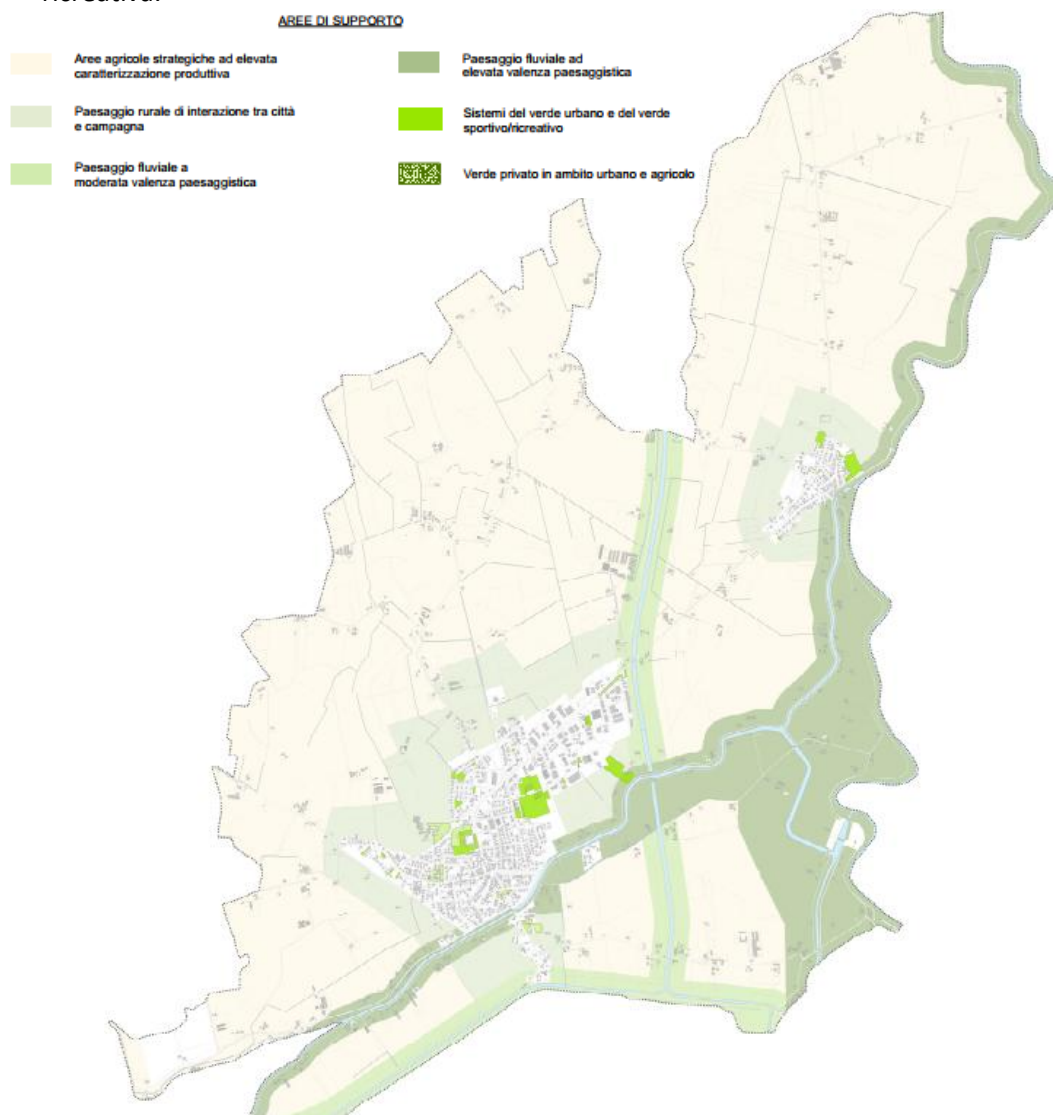 ricreativa.
AREE DI SUPPORTO
Aree agricole strategiche ad elevata
caratterizzazione produttiva
Paesaggio rurale di interazione tra città
e campagna
Paesaggio fluviale a
moderata valenza paesaggistica
Paesaggio fluviale ad
elevata valenza paesaggistica
Sistemi del verde urbano e del verde
sportivo/ricreativo
Verde privato in ambito urbano e agricolo